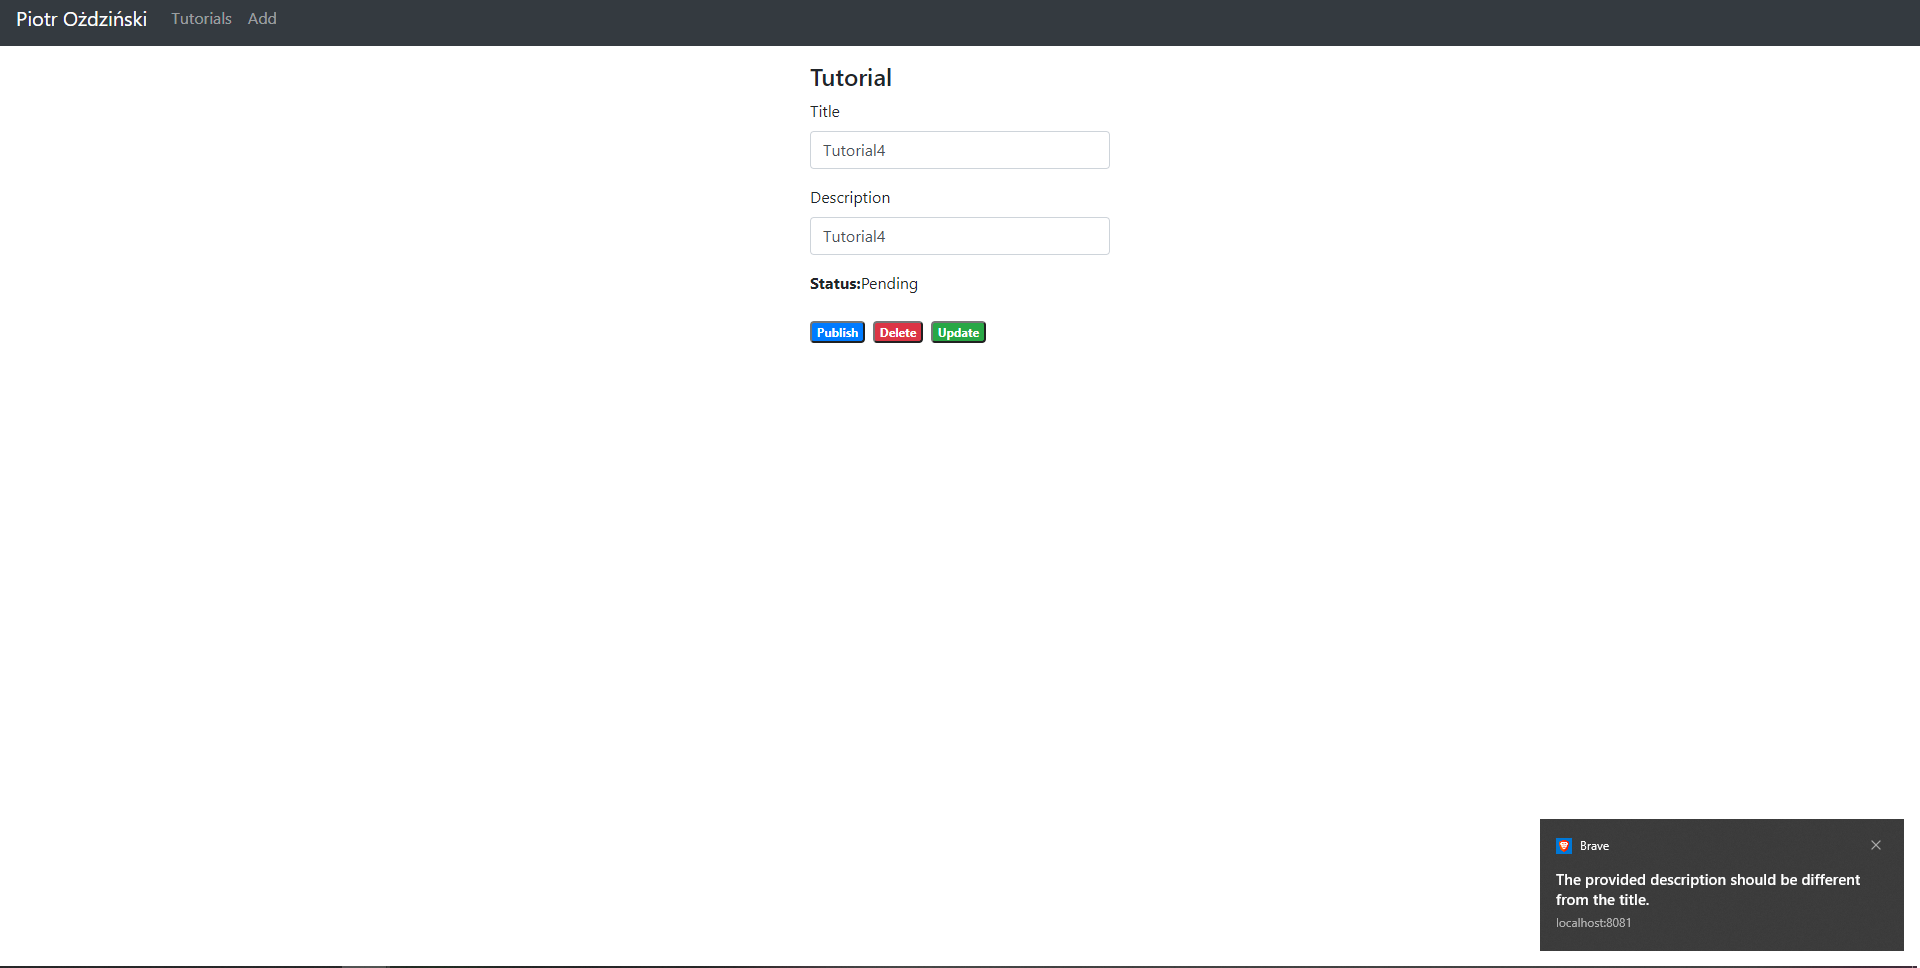 Piotr Ożdziński Tutorials Add
Tutorial
Title
Tutorial4
Description
Tutorial4
Status:Pending
Publish Delete Update
Brave
The provided description should be different
from the title.
localhost:8081